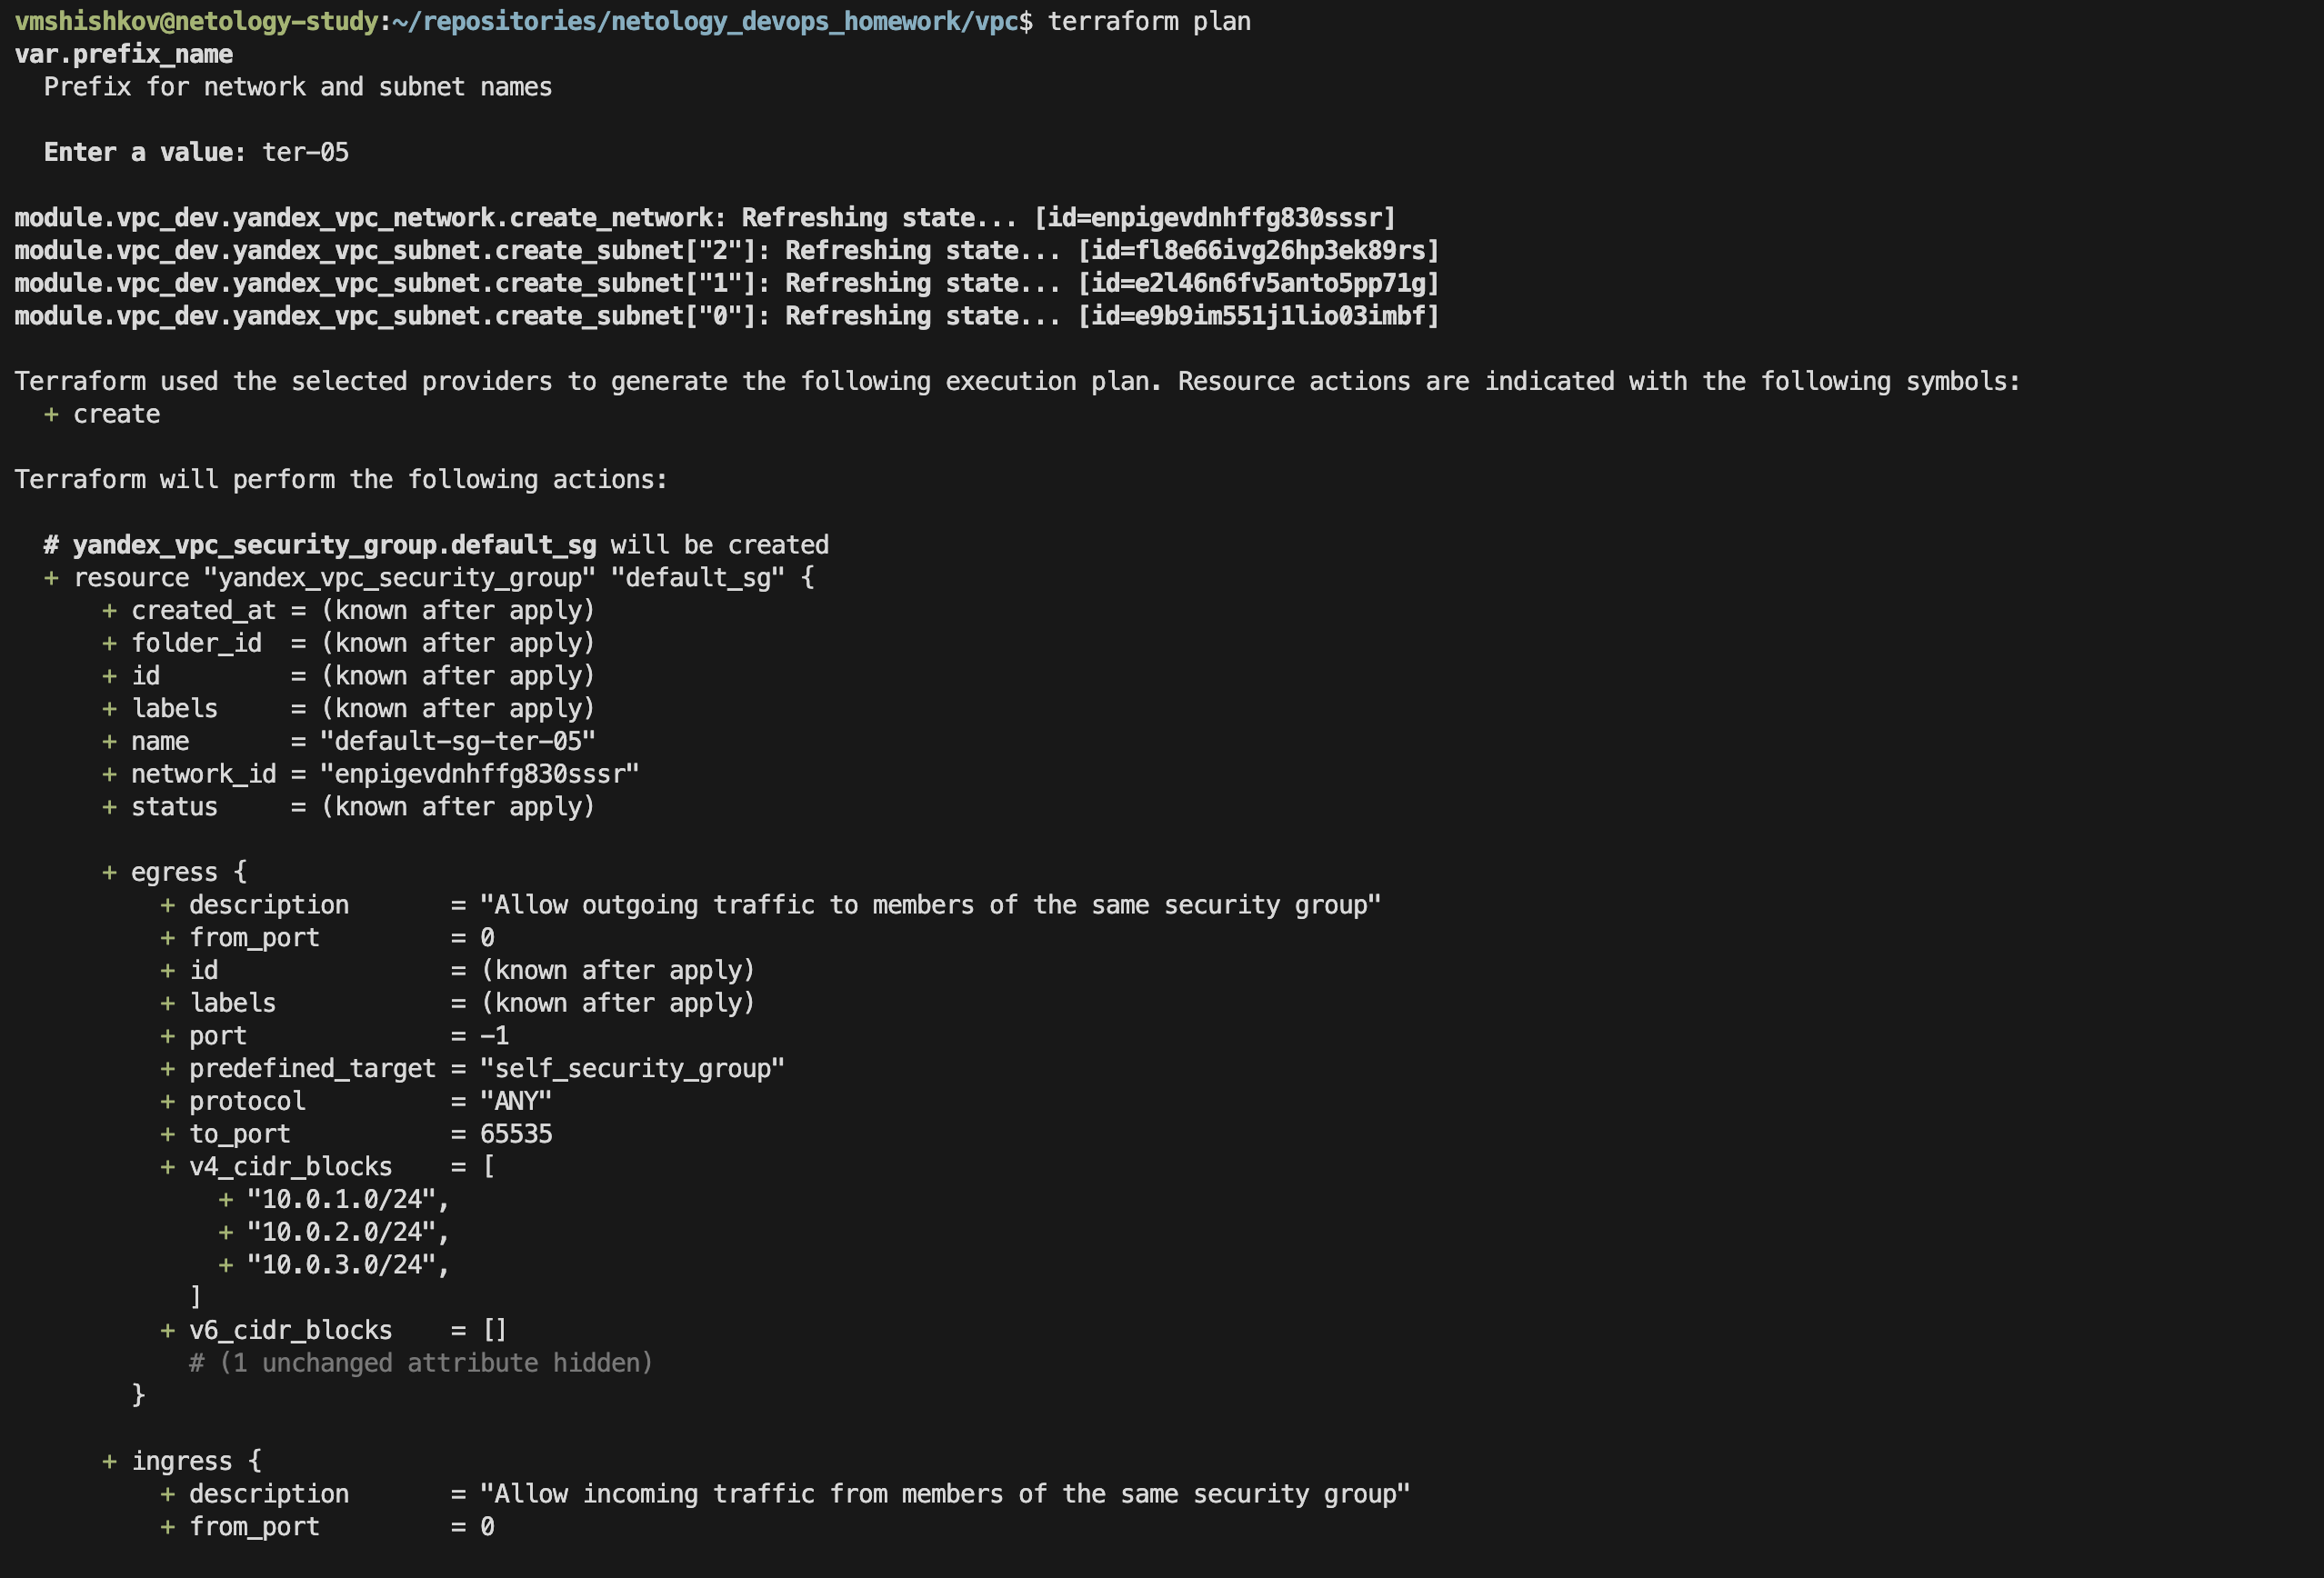 vmshishkov@netology-study:~/repositories/netology_devops_homework/vpc$ terraform plan
var.prefix_name
  Prefix for network and subnet names

  Enter a value: ter-05

module.vpc_dev.yandex_vpc_network.create_network: Refreshing state... [id=enpigevdnhffg830sssr]
module.vpc_dev.yandex_vpc_subnet.create_subnet["2"]: Refreshing state... [id=fl8e66ivg26hp3ek89rs]
module.vpc_dev.yandex_vpc_subnet.create_subnet["1"]: Refreshing state... [id=e2l46n6fv5anto5pp71g]
module.vpc_dev.yandex_vpc_subnet.create_subnet["0"]: Refreshing state... [id=e9b9im551j1lio03imbf]

Terraform used the selected providers to generate the following execution plan. Resource actions are indicated with the following symbols:
  + create

Terraform will perform the following actions:

  # yandex_vpc_security_group.default_sg will be created
  + resource "yandex_vpc_security_group" "default_sg" {
      + created_at = (known after apply)
      + folder_id  = (known after apply)
      + id         = (known after apply)
      + labels     = (known after apply)
      + name       = "default-sg-ter-05"
      + network_id = "enpigevdnhffg830sssr"
      + status     = (known after apply)

      + egress {
          + description       = "Allow outgoing traffic to members of the same security group"
          + from_port         = 0
          + id                = (known after apply)
          + labels            = (known after apply)
          + port              = -1
          + predefined_target = "self_security_group"
          + protocol          = "ANY"
          + to_port           = 65535
          + v4_cidr_blocks    = [
              + "10.0.1.0/24",
              + "10.0.2.0/24",
              + "10.0.3.0/24",
            ]
          + v6_cidr_blocks    = []
            # (1 unchanged attribute hidden)
        }

      + ingress {
          + description       = "Allow incoming traffic from members of the same security group"
          + from_port         = 0